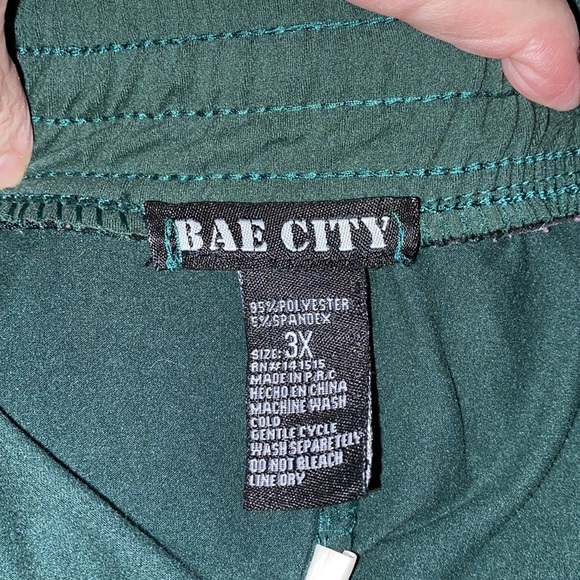 BAE CITY
95%POLYESTER
5%SPANDEX
SIZE: 3X
RN#141515
MADE IN P.R.C
HECHO EN CHINA
MACHINE WASH
COLD
GENTLE CYCLE
WASH SEPARETELY
DO NOT BLEACH
LINE DRY